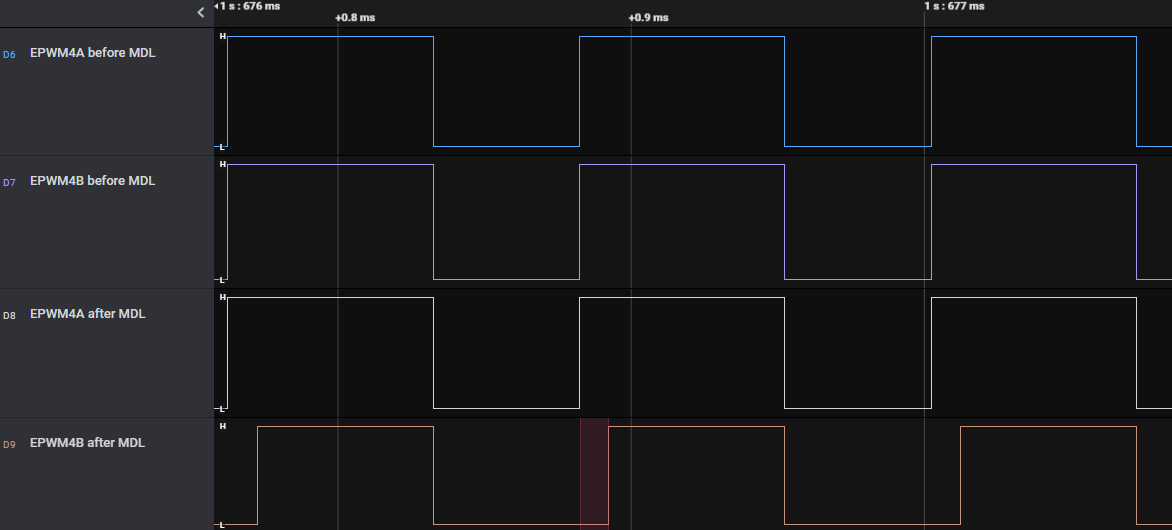 1 s : 676 ms
1 s : 677 ms
+0.8 ms
+0.9 ms
D6 EPWM4A before MDL
H
L
D7 EPWM4B before MDL
H
L
D8 EPWM4A after MDL
H
L
D9 EPWM4B after MDL
H
L